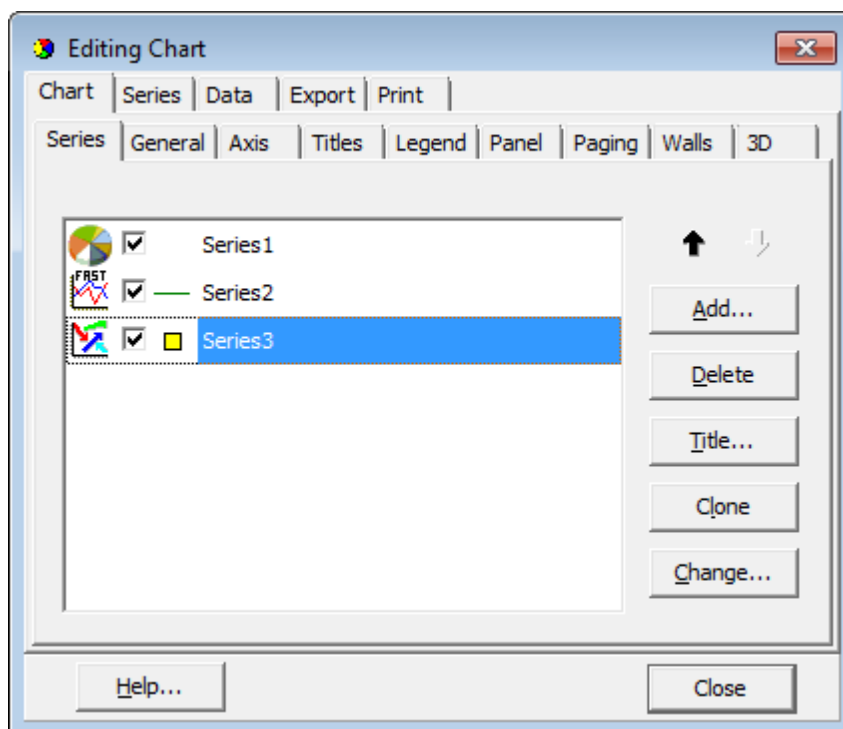 Editing Chart
Chart Series Data Export Print
Series General Axis Titles Legend Panel Paging Walls 3D
Series1
FAST
Series2
Series3
Add...
Delete
Title...
Clone
Change...
Help... Close